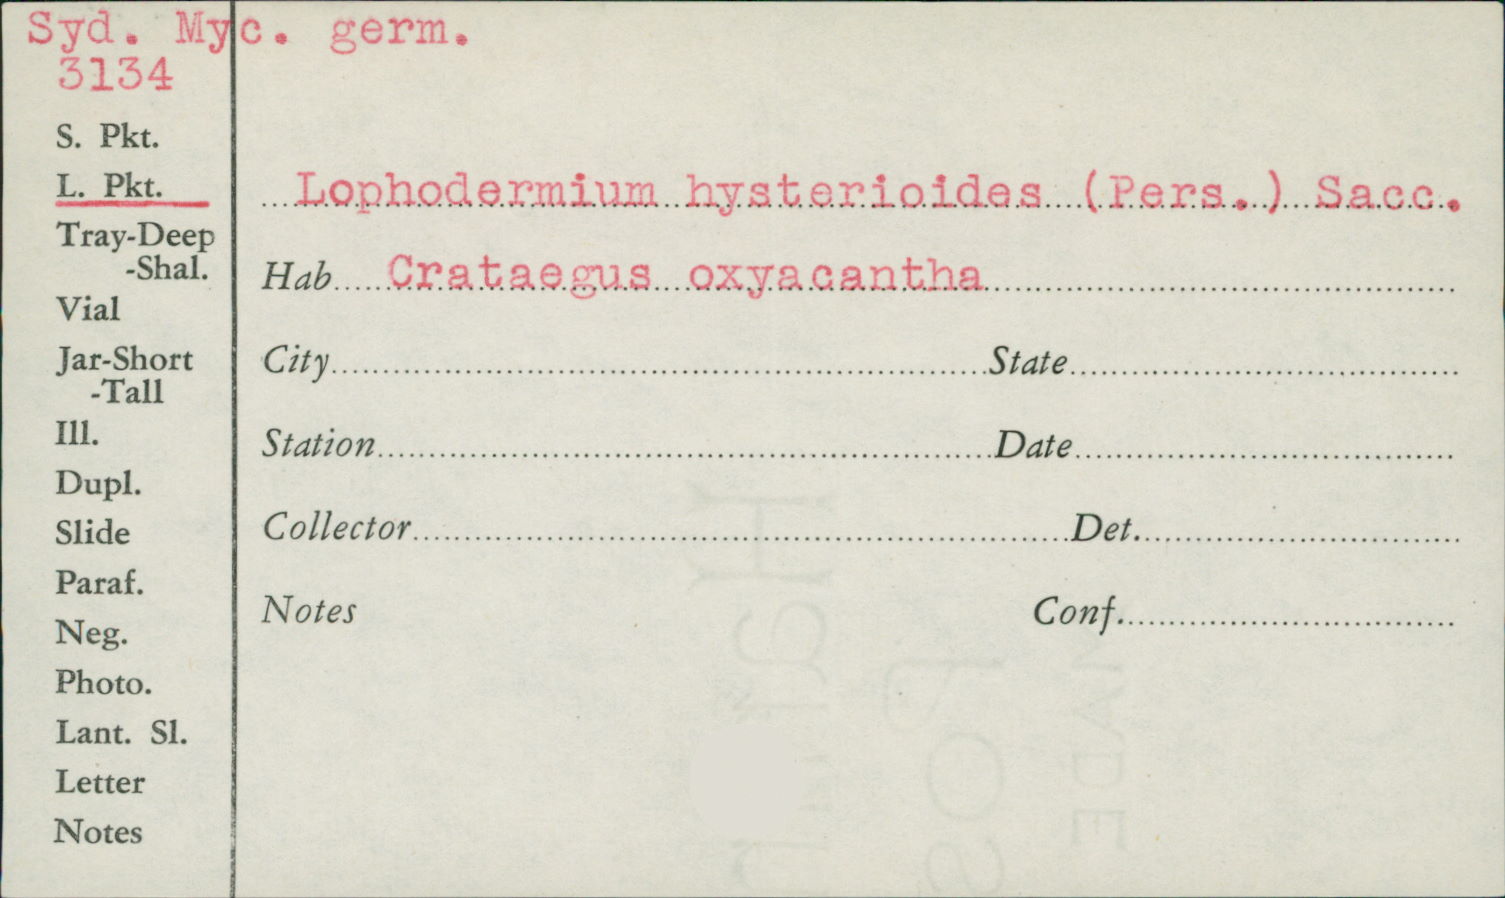 Syd. Myc. germ.
3134
S. Pkt.
L. Pkt.
Tray-Deep
-Shal.
Vial
Jar-Short
-Tall
Ill.
Dupl.
Slide
Paraf.
Neg.
Photo.
Lant. Sl.
Letter
Notes
Lophodermium hysterioides (Pers.) Sacc.
Hab Crataegus oxyacantha
City State
Station Date
Collector Det.
Notes Conf.